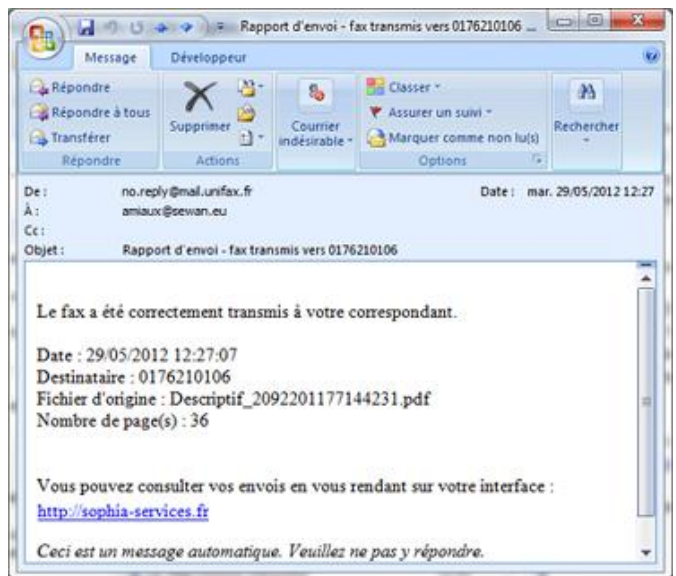 Rapport d'envoi - fax transmis vers 0176210106 ...
Message Développeur
Répondre
Répondre à tous
Transférer
Répondre
Supprimer
Actions
Courrier
indésirable
Classer
Assurer un suivi
Marquer comme non lu(s)
Options
Rechercher
De : no.reply@mail.unifax.fr Date : mar. 29/05/2012 12:27
À : amiaux@sewan.eu
Cc :
Objet : Rapport d'envoi - fax transmis vers 0176210106
Le fax a été correctement transmis à votre correspondant.
Date : 29/05/2012 12:27:07
Destinataire : 0176210106
Fichier d'origine : Descriptif_2092201177144231.pdf
Nombre de page(s) : 36
Vous pouvez consulter vos envois en vous rendant sur votre interface :
http://sophia-services.fr
Ceci est un message automatique. Veuillez ne pas y répondre.